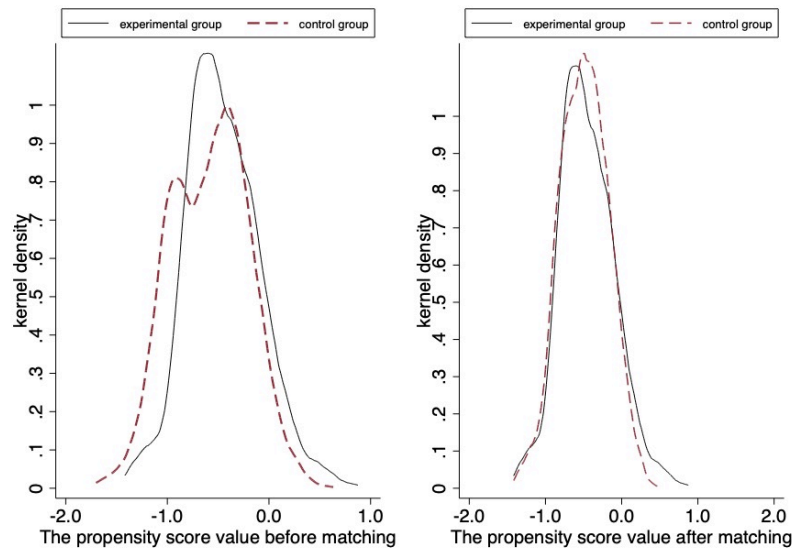 experimental group control group
kernel density
0 .1 .2 .3 .4 .5 .6 .7 .8 .9 1
-2.0 -1.0 0.0 1.0
The propensity score value before matching
experimental group control group
kernel density
0 .1 .2 .3 .4 .5 .6 .7 .8 .9 1
-2.0 -1.0 0.0 1.0 2.0
The propensity score value after matching